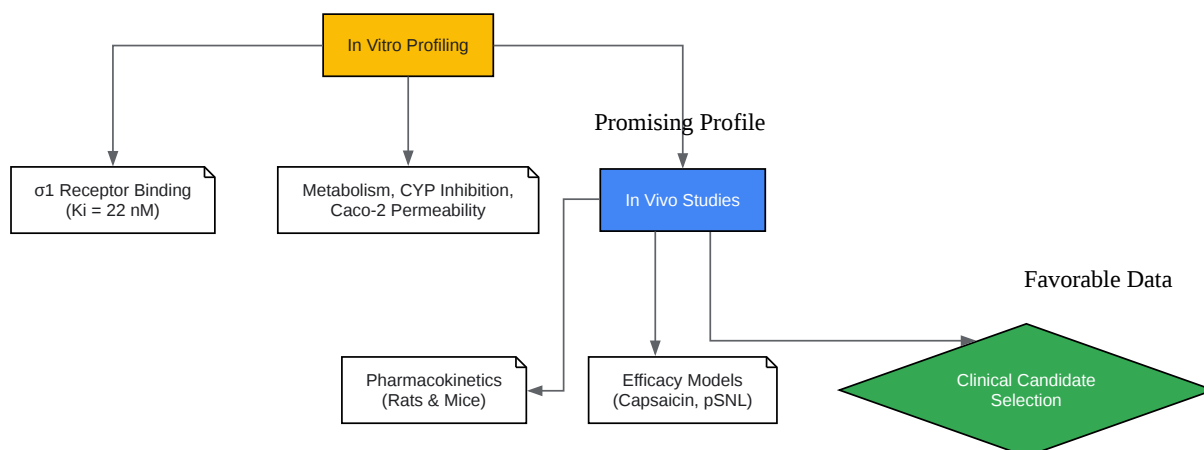 In Vitro Profiling
Promising Profile
σ1 Receptor Binding
(Ki = 22 nM)
Metabolism, CYP Inhibition,
Caco-2 Permeability
In Vivo Studies
Favorable Data
Pharmacokinetics
(Rats & Mice)
Efficacy Models
(Capsaicin, pSNL)
Clinical Candidate
Selection